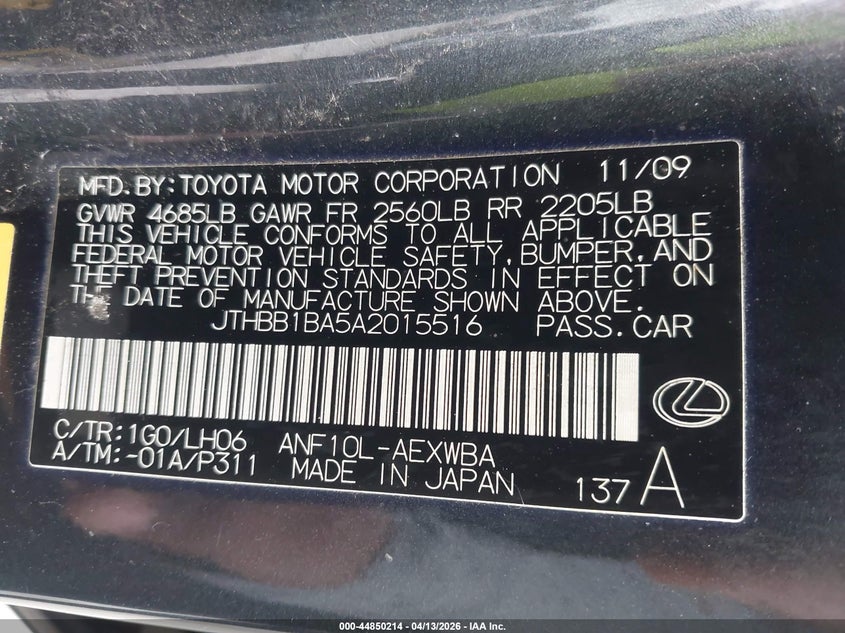 MFD.BY:TOYOTA MOTOR CORPORATION 11/09
GVWR 4685LB GAWR FR 2560LB RR 2205LB
THIS VEHICLE CONFORMS TO ALL APPLICABLE
FEDERAL MOTOR VEHICLE SAFETY,BUMPER,AND
THEFT PREVENTION STANDARDS IN EFFECT ON
THE DATE OF MANUFACTURE SHOWN ABOVE.
JTHBB1BA5A2015516 PASS.CAR
C/TR:1G0/LH06 ANF10L-AEXWBA
A/TM:-01A/P311 MADE IN JAPAN 137A
000-44850214 - 04/13/2026 - IAA Inc.